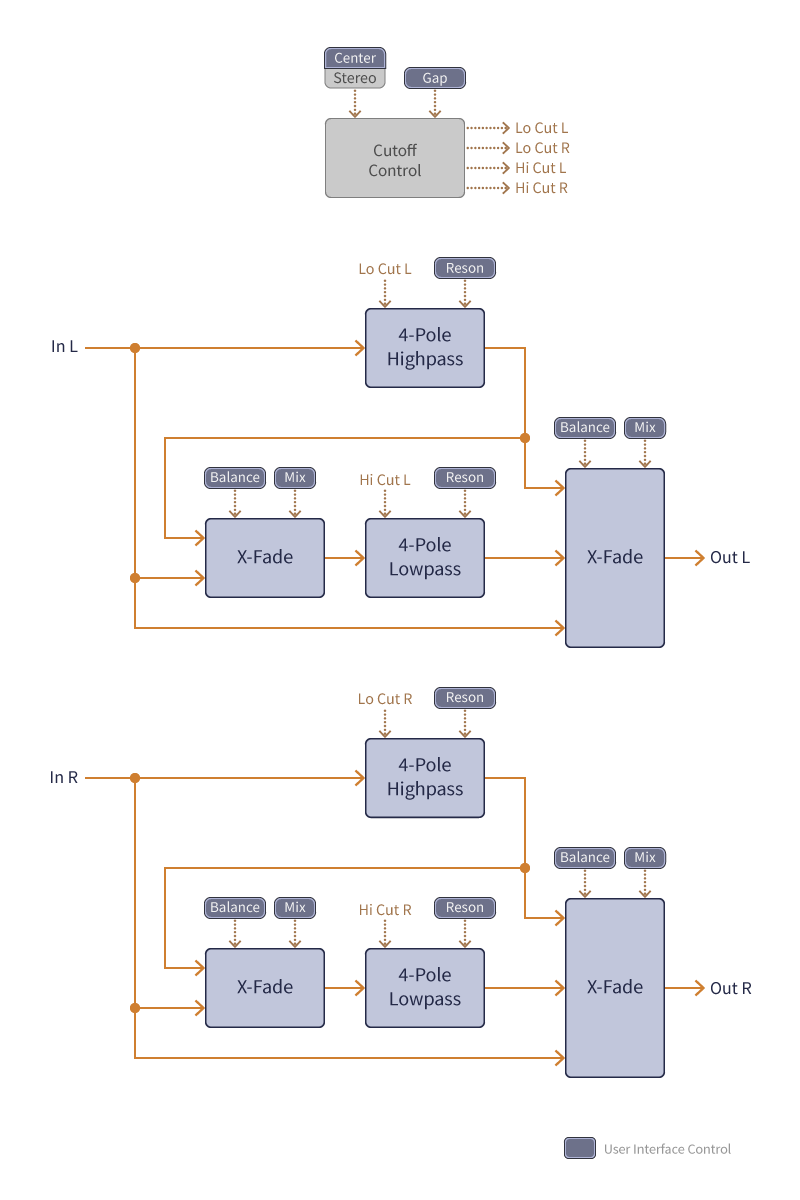 Center
Stereo
Gap
Cutoff
Control
Lo Cut L
Lo Cut R
Hi Cut L
Hi Cut R
Lo Cut L
Reson
In L
4-Pole
Highpass
Balance
Mix
Balance
Mix
Hi Cut L
Reson
X-Fade
4-Pole
Lowpass
X-Fade
Out L
Lo Cut R
Reson
In R
4-Pole
Highpass
Balance
Mix
Balance
Mix
Hi Cut R
Reson
X-Fade
4-Pole
Lowpass
X-Fade
Out R
User Interface Control